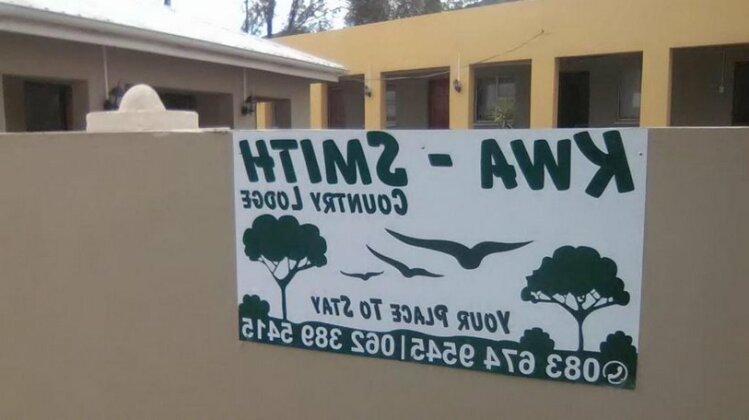 KWA - SMITH
COUNTRY LODGE
YOUR PLACE TO STAY
083 674 9545 | 062 389 5415